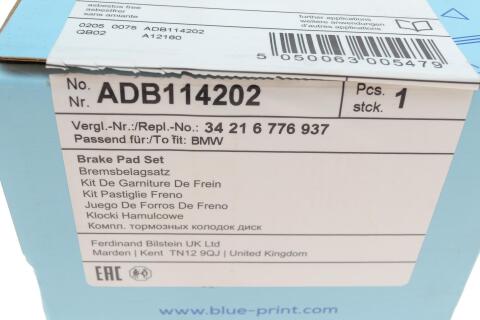 asbestos free
asbestfrei
sans amiante
further applications
weitere Anwendungen
autres applications
0205 0075 ADB114202
QB02 A12160
5 050063 005479
No.
Nr. ADB114202
Pcs.
stck. 1
Vergl.-Nr.:/Repl.-No.: 34 21 6 776 937
Passend für:/To fit: BMW
Brake Pad Set
Bremsbelagsatz
Kit De Garniture De Frein
Kit Pastiglie Freno
Juego De Forros De Freno
Klocki Hamulcowe
Компл. тормозных колодок диск
Ferdinand Bilstein UK Ltd
Marden | Kent TN12 9QJ | United Kingdom
EAC
www.blue-print.com